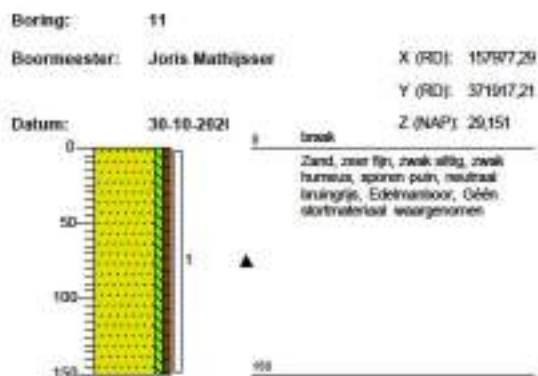 Boring: 11
Boormeester: Joris Mathijsser
X (RD): 157977,29
Y (RD): 371917,21
Datum: 30-10-202
Z (NAP): 29,151
0
0
braak
Zand, zeer fijn, zwak siltig, zwak
humeus, sporen puin, neutraal
bruingrijs, Edelmanboor, Géén
stortmateriaal waargenomen
50
1
100
150
150